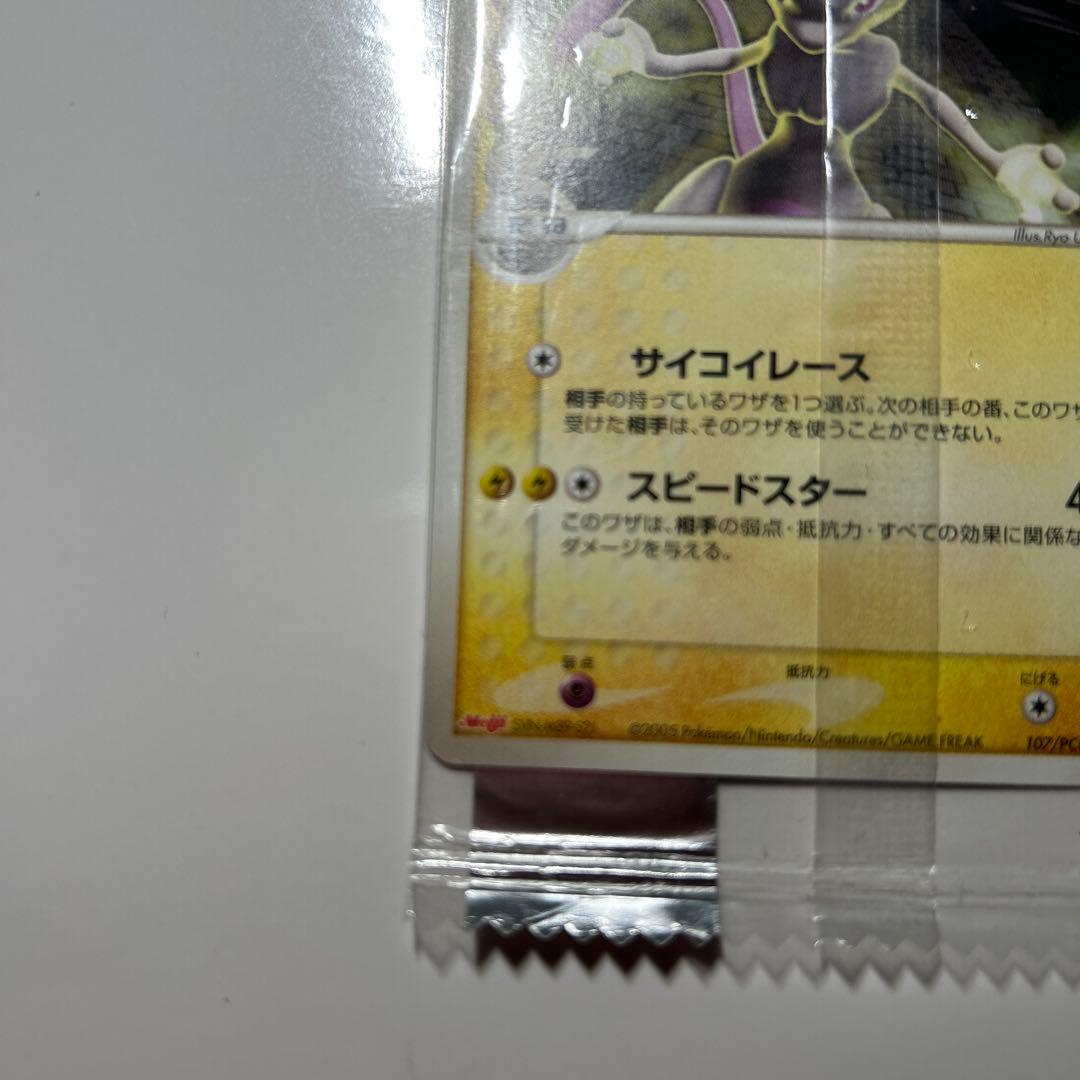 illus.Ryo U
サイコイレース
相手の持っているワザを1つ選ぶ。次の相手の番、このワザ
受けた相手は、そのワザを使うことができない。
スピードスター 4
このワザは、相手の弱点・抵抗力・すべての効果に関係な
ダメージを与える。
弱点 抵抗力 にげる
Meiji ©2005 Pokémon/Nintendo/Creatures/GAME FREAK 107/PC